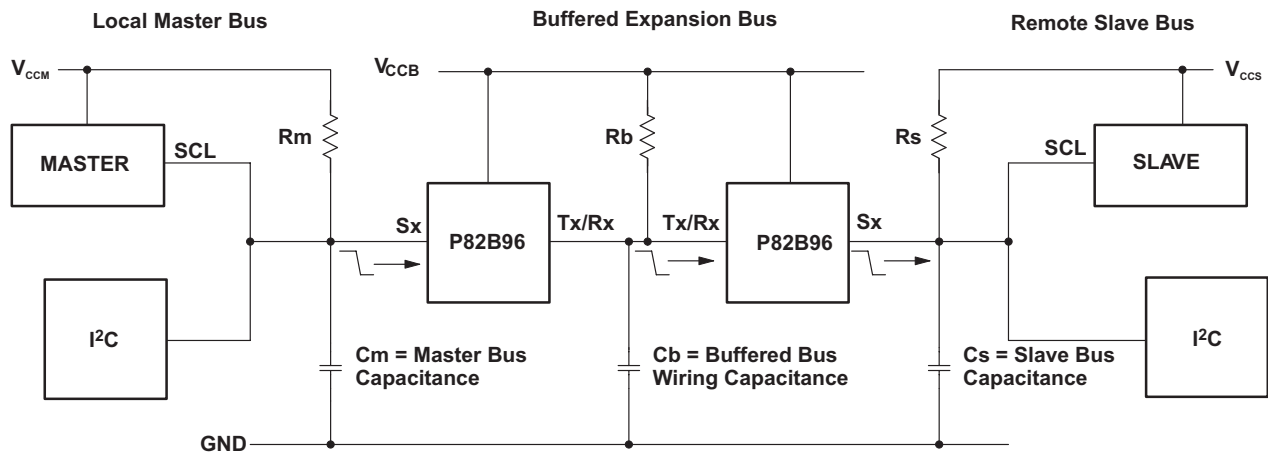 Local Master Bus
Buffered Expansion Bus
Remote Slave Bus
VCCM
VCCB
VCCS
Rm
Rb
Rs
MASTER
SCL
SCL
SLAVE
Sx
P82B96
Tx/Rx
Tx/Rx
P82B96
Sx
I²C
I²C
Cm = Master Bus
Capacitance
Cb = Buffered Bus
Wiring Capacitance
Cs = Slave Bus
Capacitance
GND